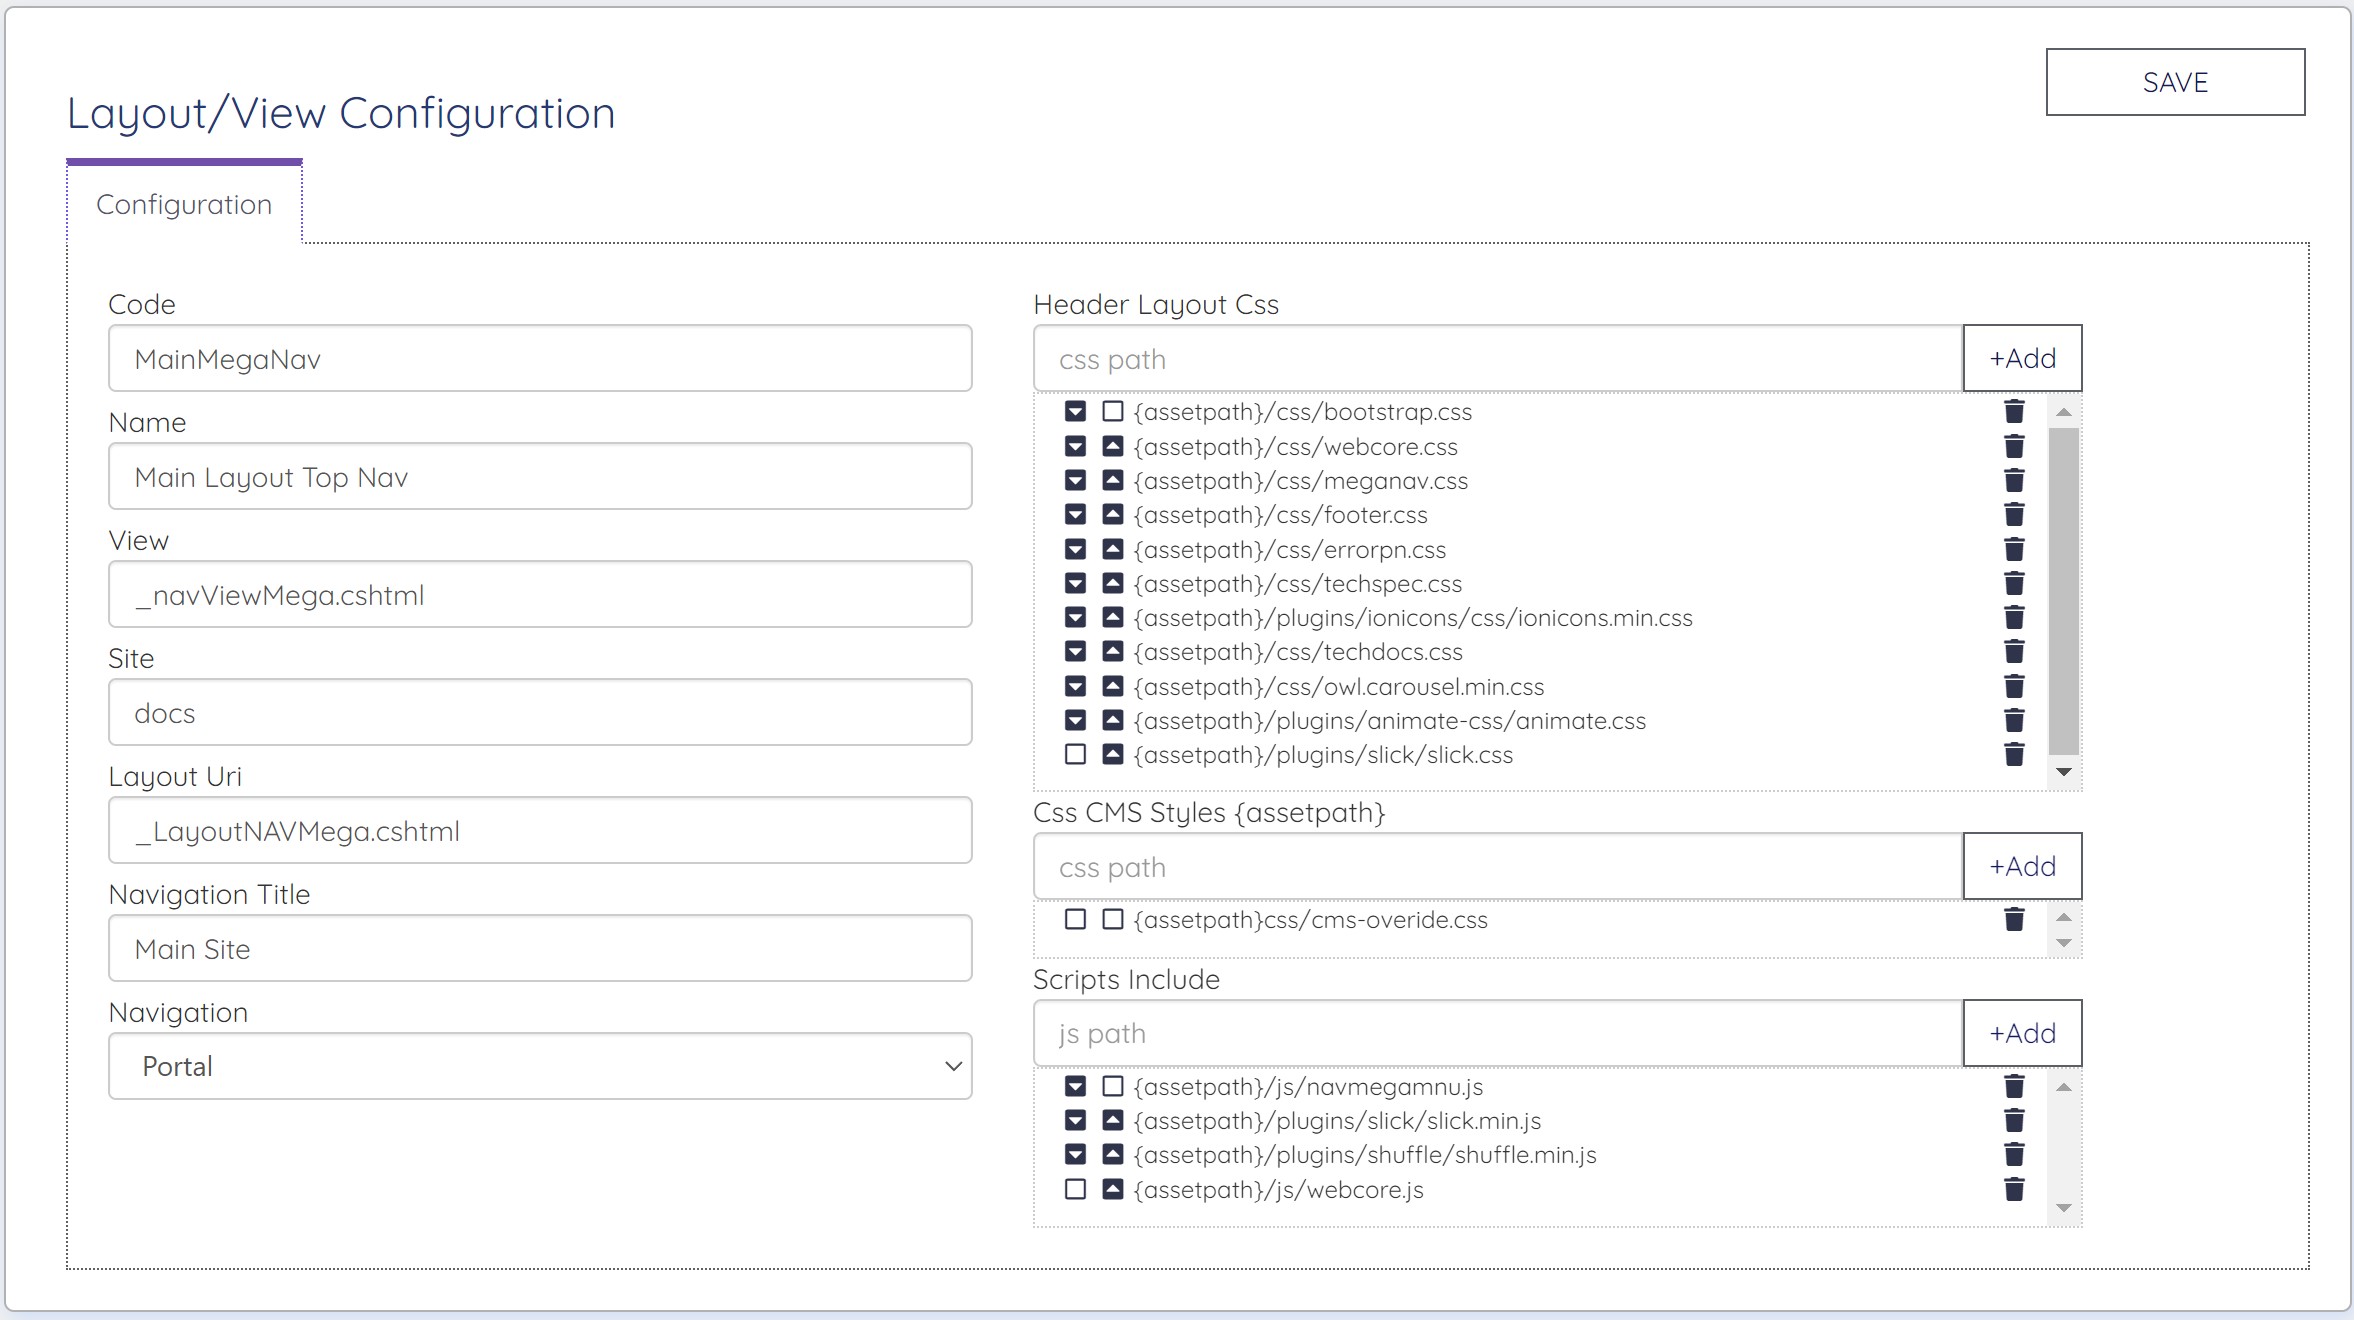 SAVE
Layout/View Configuration
Configuration
Code
MainMegaNav
Name
Main Layout Top Nav
View
_navViewMega.cshtml
Site
docs
Layout Uri
_LayoutNAVMega.cshtml
Navigation Title
Main Site
Navigation
Portal
Header Layout Css
css path
+Add
{assetpath}/css/bootstrap.css
{assetpath}/css/webcore.css
{assetpath}/css/meganav.css
{assetpath}/css/footer.css
{assetpath}/css/errorpn.css
{assetpath}/css/techspec.css
{assetpath}/plugins/ionicons/css/ionicons.min.css
{assetpath}/css/techdocs.css
{assetpath}/css/owl.carousel.min.css
{assetpath}/plugins/animate-css/animate.css
{assetpath}/plugins/slick/slick.css
Css CMS Styles {assetpath}
css path
+Add
{assetpath}css/cms-overide.css
Scripts Include
js path
+Add
{assetpath}/js/navmegamnu.js
{assetpath}/plugins/slick/slick.min.js
{assetpath}/plugins/shuffle/shuffle.min.js
{assetpath}/js/webcore.js